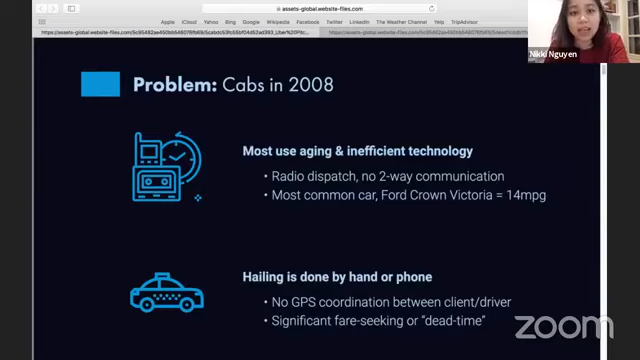 assets-global.website-files.com
Apple iCloud Yahoo Bing Google Wikipedia Facebook Twitter LinkedIn The Weather Channel Yelp TripAdvisor
Nikki Nguyen
Problem: Cabs in 2008
Most use aging & inefficient technology
• Radio dispatch, no 2-way communication
• Most common car, Ford Crown Victoria = 14mpg
Hailing is done by hand or phone
• No GPS coordination between client/driver
• Significant fare-seeking or “dead-time”
zoom